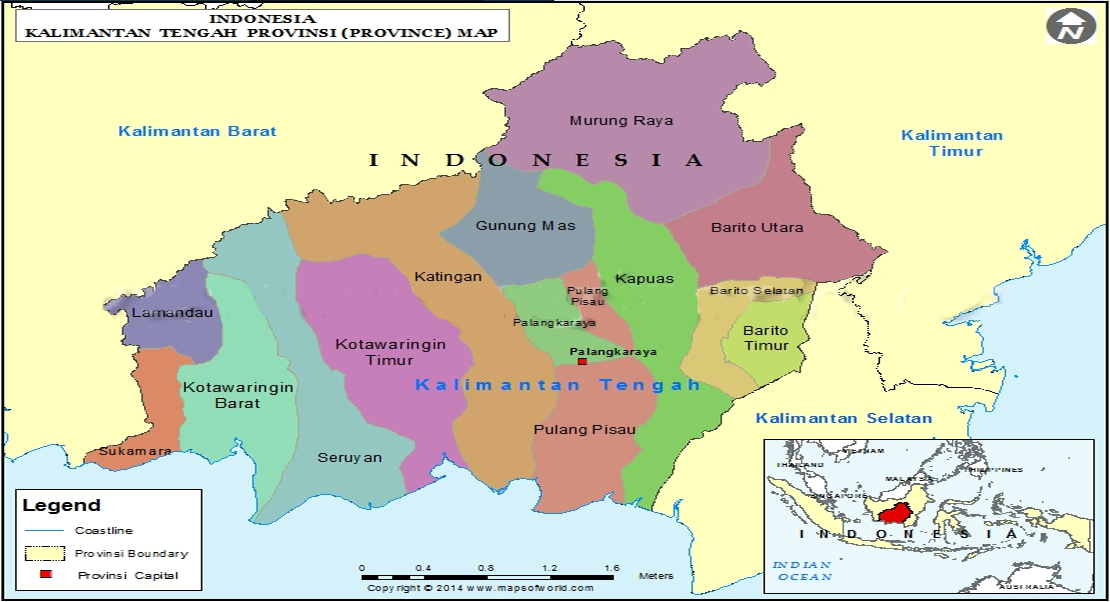 INDONESIA
KALIMANTAN TENGAH PROVINSI (PROVINCE) MAP
N
Kalimantan Barat
Murung Raya
Kalimantan
Timur
INDONESIA
Gunung Mas
Barito Utara
Katingan
Kapuas
Pulang
Pisau
Barito Selatan
Lamandau
Palangkaraya
Kotawaringin
Timur
Barito
Timur
Palangkaraya
Kotawaringin
Barat
Kalimantan Tengah
Kalimantan Selatan
Pulang Pisau
Sukamara
Seruyan
VIETNAM
THAILAND
PHILIPPINES
MALAYSIA
SINGAPORE
INDONESIA
INDIAN
OCEAN
AUSTRALIA
Legend
Coastline
Provinsi Boundary
Provinsi Capital
0 0.4 0.8 1.2 1.6
Meters
Copyright © 2014 www.mapsofworld.com